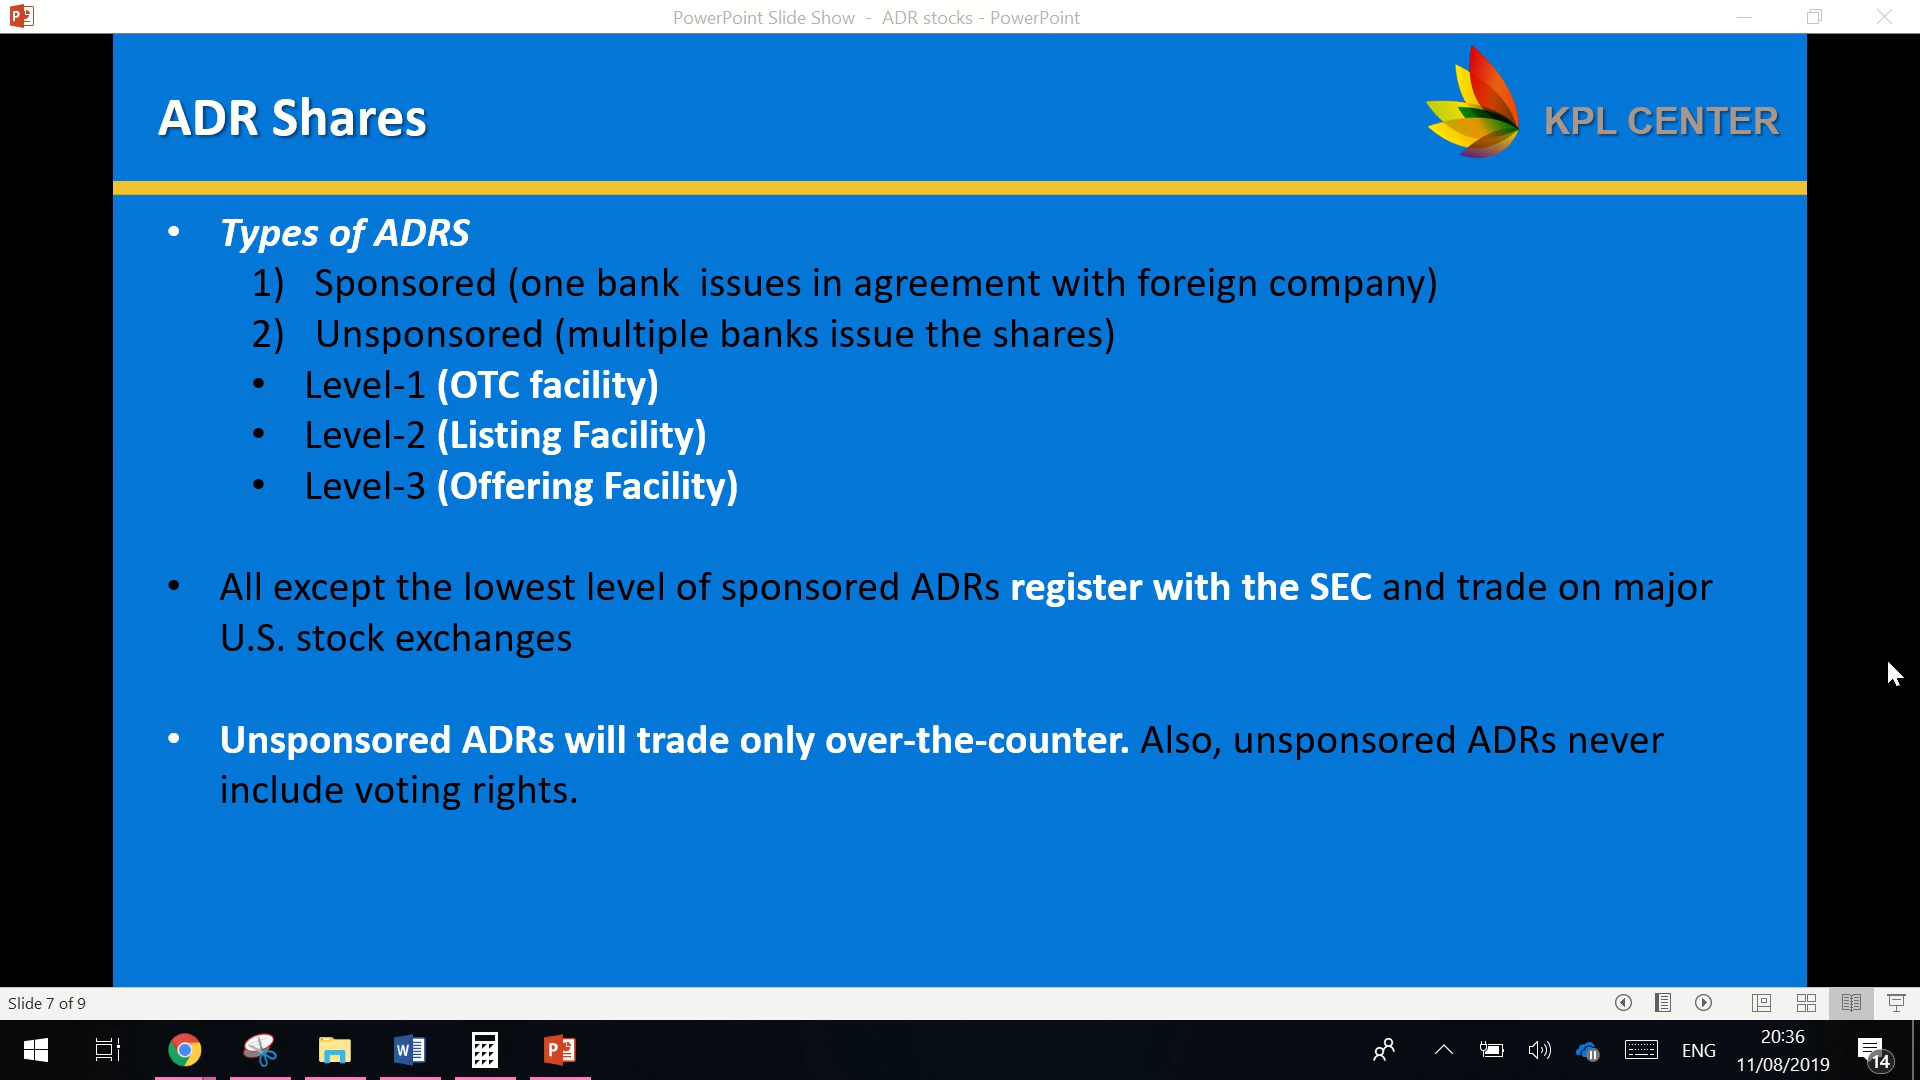 PowerPoint Slide Show - ADR stocks - PowerPoint
ADR Shares
KPL CENTER
• Types of ADRS
1) Sponsored (one bank issues in agreement with foreign company)
2) Unsponsored (multiple banks issue the shares)
• Level-1 (OTC facility)
• Level-2 (Listing Facility)
• Level-3 (Offering Facility)
• All except the lowest level of sponsored ADRs register with the SEC and trade on major
U.S. stock exchanges
• Unsponsored ADRs will trade only over-the-counter. Also, unsponsored ADRs never
include voting rights.
Slide 7 of 9
ENG
20:36
11/08/2019
14